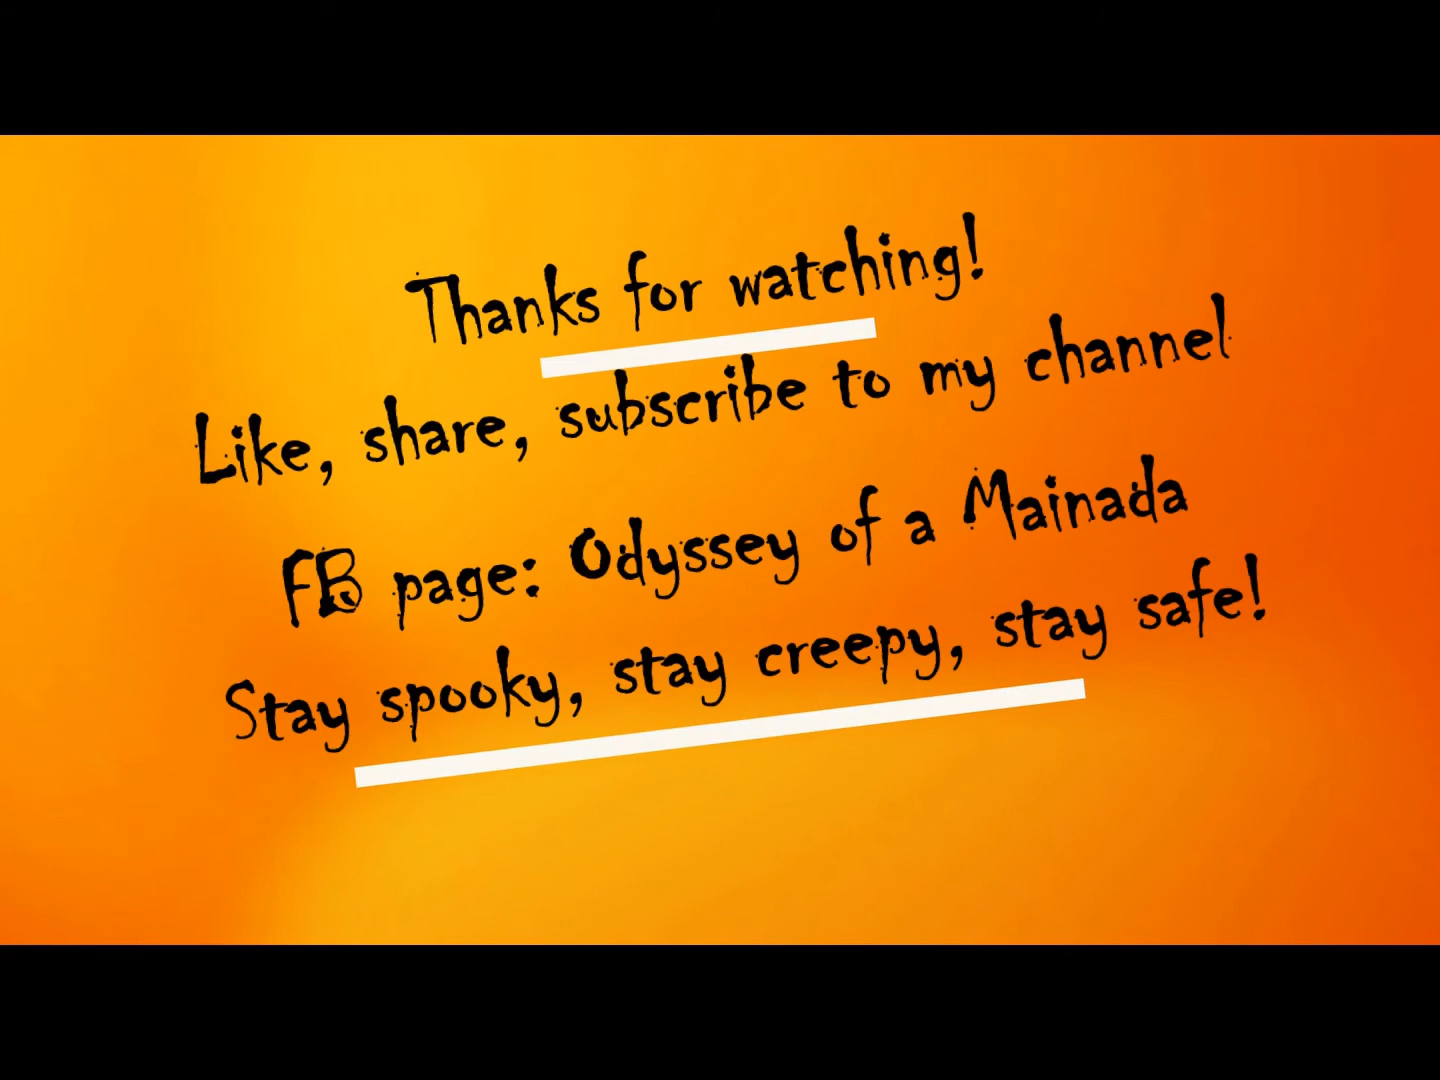 Thanks for watching!
Like, share, subscribe to my channel
FB page: Odyssey of a Mainada
Stay spooky, stay creepy, stay safe!